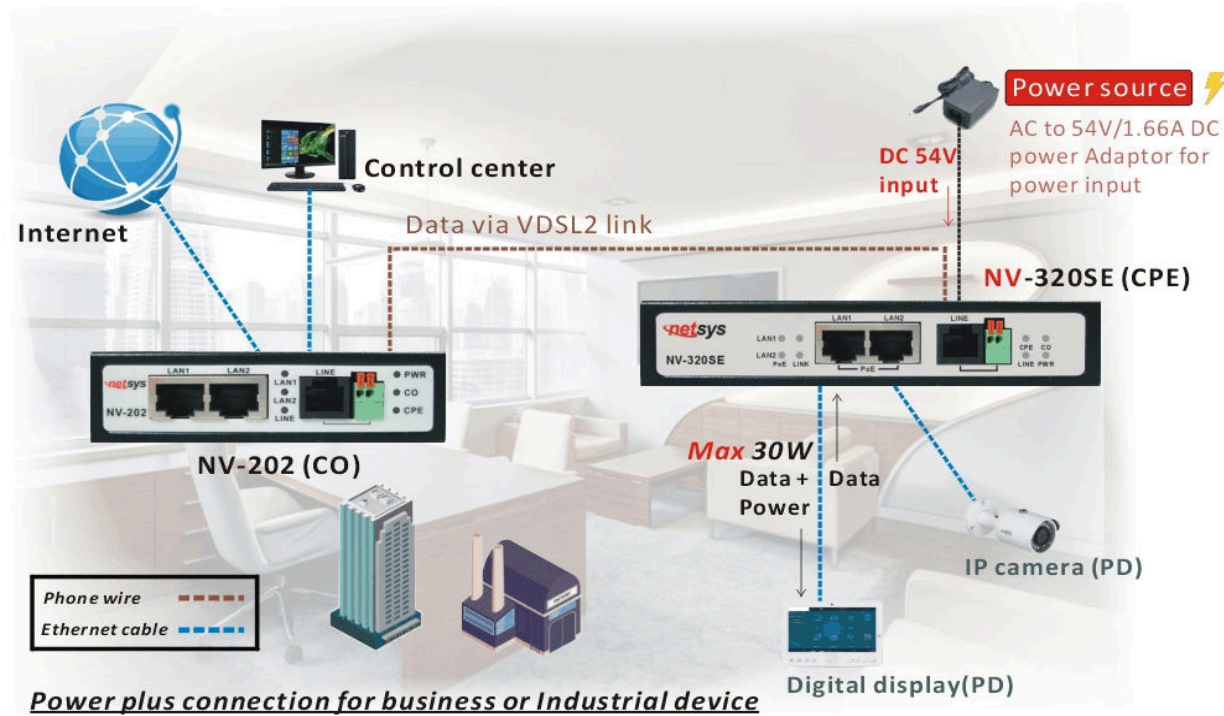 Power source
AC to 54V/1.66A DC
power Adaptor for
power input
DC 54V
input
Control center
Internet
Data via VDSL2 link
NV-320SE (CPE)
LAN1
LAN2
LINE
netsys
NV-320SE
LAN1
LAN2
PoE
LINK
PoE
CPE
CO
LINE
PWR
LAN1
LAN2
LINE
netsys
NV-202
LAN1
LAN2
LINE
PWR
CO
CPE
NV-202 (CO)
Max 30W
Data +
Power
Data
IP camera (PD)
Digital display(PD)
Phone wire
Ethernet cable
Power plus connection for business or Industrial device